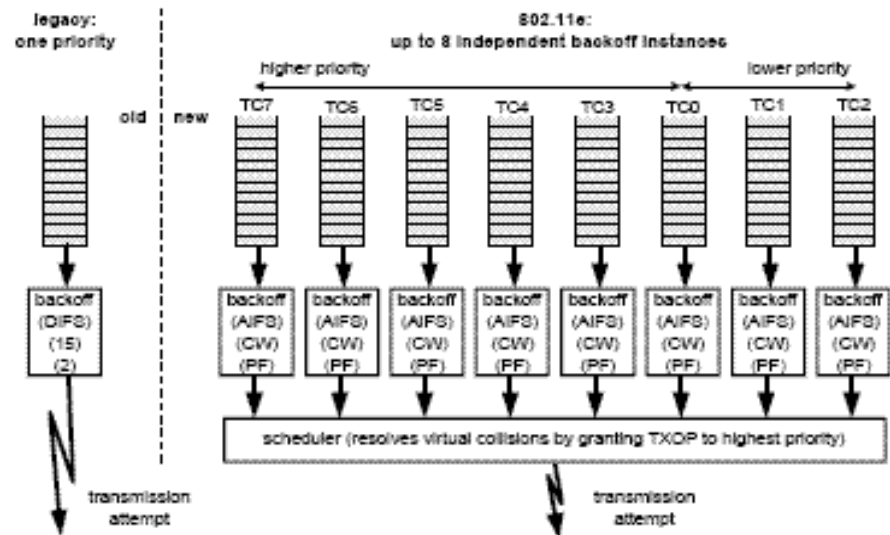 legacy:
one priority
802.11e:
up to 8 independent backoff instances
higher priority
lower priority
old
new
TC7
TC6
TC5
TC4
TC3
TC0
TC1
TC2
backoff
(DIFS)
(15)
(2)
backoff
(AIFS)
(CW)
(PF)
backoff
(AIFS)
(CW)
(PF)
backoff
(AIFS)
(CW)
(PF)
backoff
(AIFS)
(CW)
(PF)
backoff
(AIFS)
(CW)
(PF)
backoff
(AIFS)
(CW)
(PF)
backoff
(AIFS)
(CW)
(PF)
backoff
(AIFS)
(CW)
(PF)
scheduler (resolves virtual collisions by granting TXOP to highest priority)
transmission
attempt
transmission
attempt